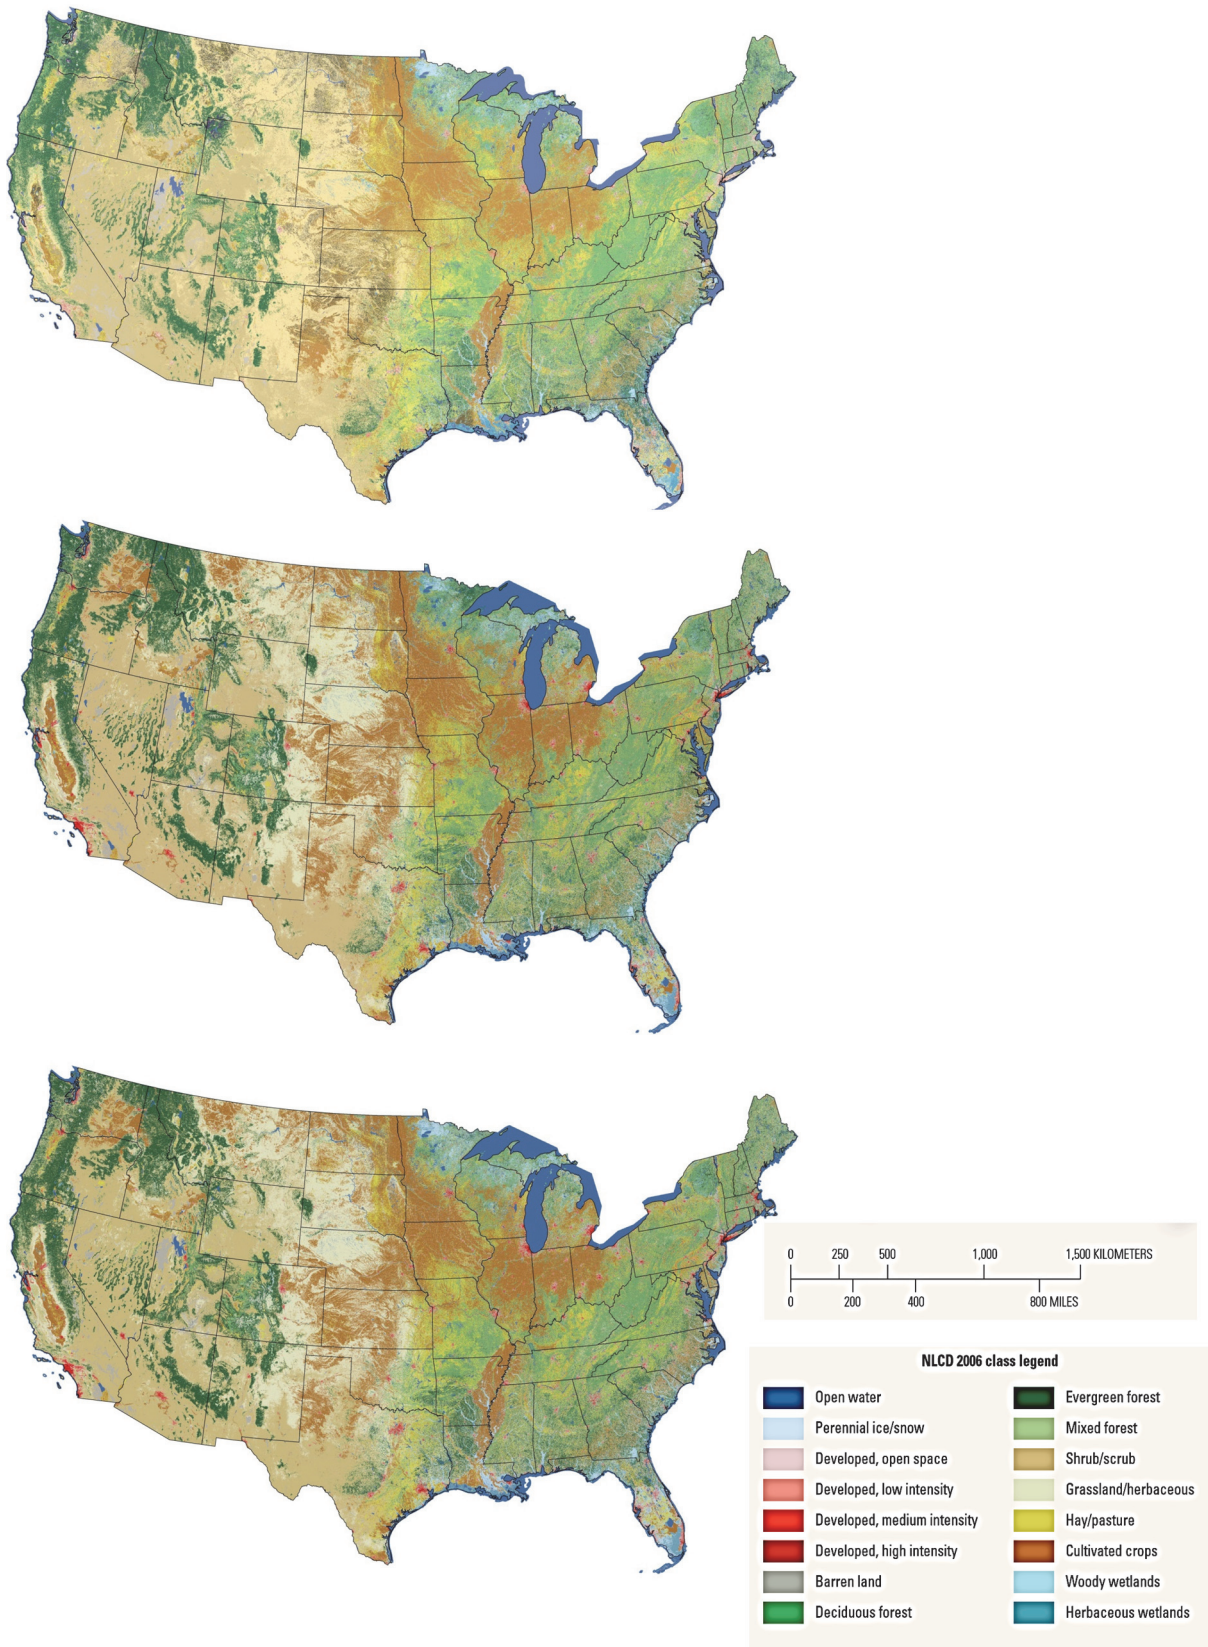 0 250 500 1,000 1,500 KILOMETERS
0 200 400 800 MILES
NLCD 2006 class legend
Open water
Perennial ice/snow
Developed, open space
Developed, low intensity
Developed, medium intensity
Developed, high intensity
Barren land
Deciduous forest
Evergreen forest
Mixed forest
Shrub/scrub
Grassland/herbaceous
Hay/pasture
Cultivated crops
Woody wetlands
Herbaceous wetlands